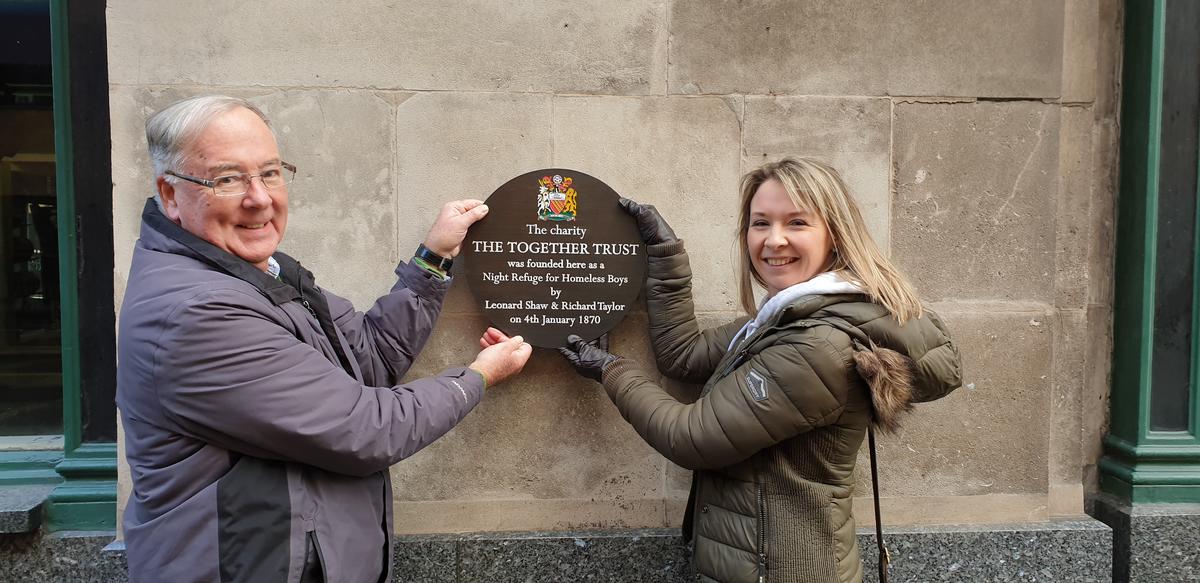 The charity
THE TOGETHER TRUST
was founded here as a
Night Refuge for Homeless Boys
by
Leonard Shaw & Richard Taylor
on 4th January 1870